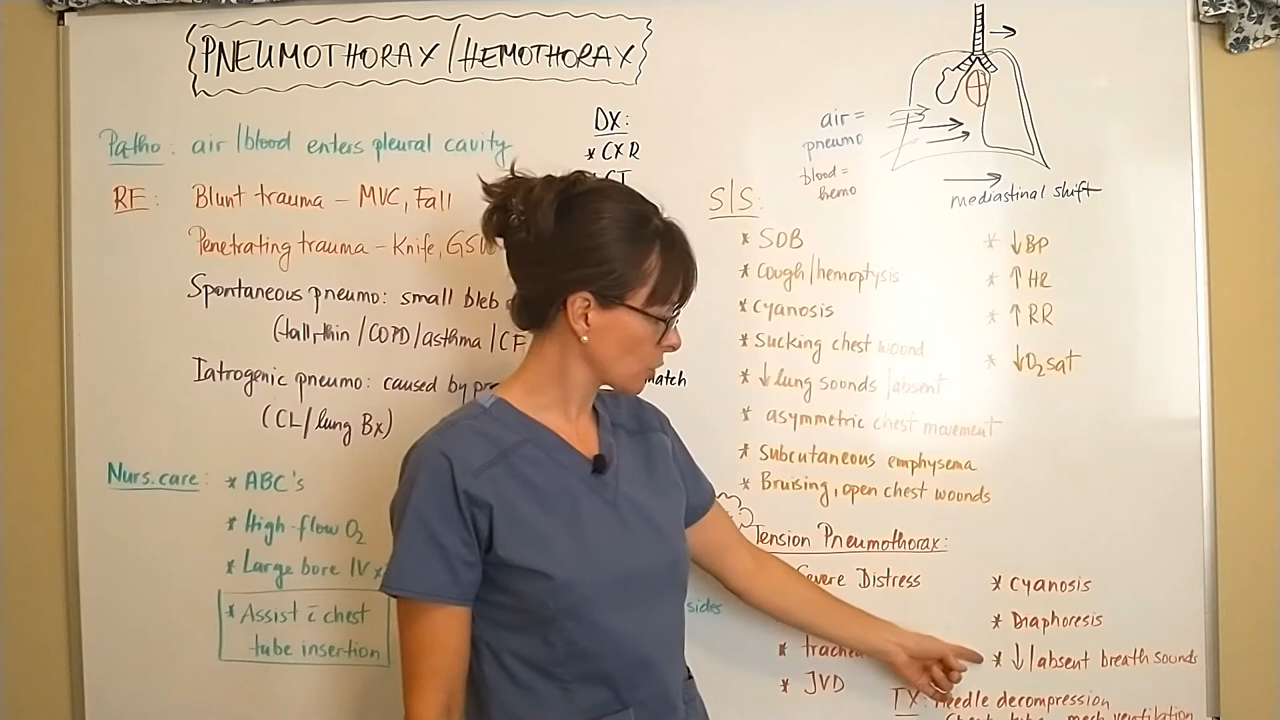 PNEUMOTHORAX/HEMOTHORAX
Patho: air/blood enters pleural cavity
RF: Blunt trauma – MVC, Fall
Penetrating trauma – Knife, GSW
Spontaneous pneumo: small bleb
(tall, thin/COPD/asthma/CF
Iatrogenic pneumo: caused by
(CL/lung Bx)
Nurs. care: * ABC's
* High-flow O2
* Large bore IV x
* Assist c̄ chest
tube insertion
DX:
* CXR
* CT
match
sides
air =
pneumo
blood =
hemo
mediastinal shift
S/S:
* SOB
* Cough/hemoptysis
* Cyanosis
* Sucking chest wound
* ↓ lung sounds/absent
* asymmetric chest movement
* subcutaneous emphysema
* Bruising, open chest wounds
* ↓BP
* ↑HR
* ↑RR
* ↓O2 sat
Tension Pneumothorax:
Severe Distress
* JVD
* Cyanosis
* Diaphoresis
* ↓/absent breath sounds
TX: Needle decompression
mech ventilation